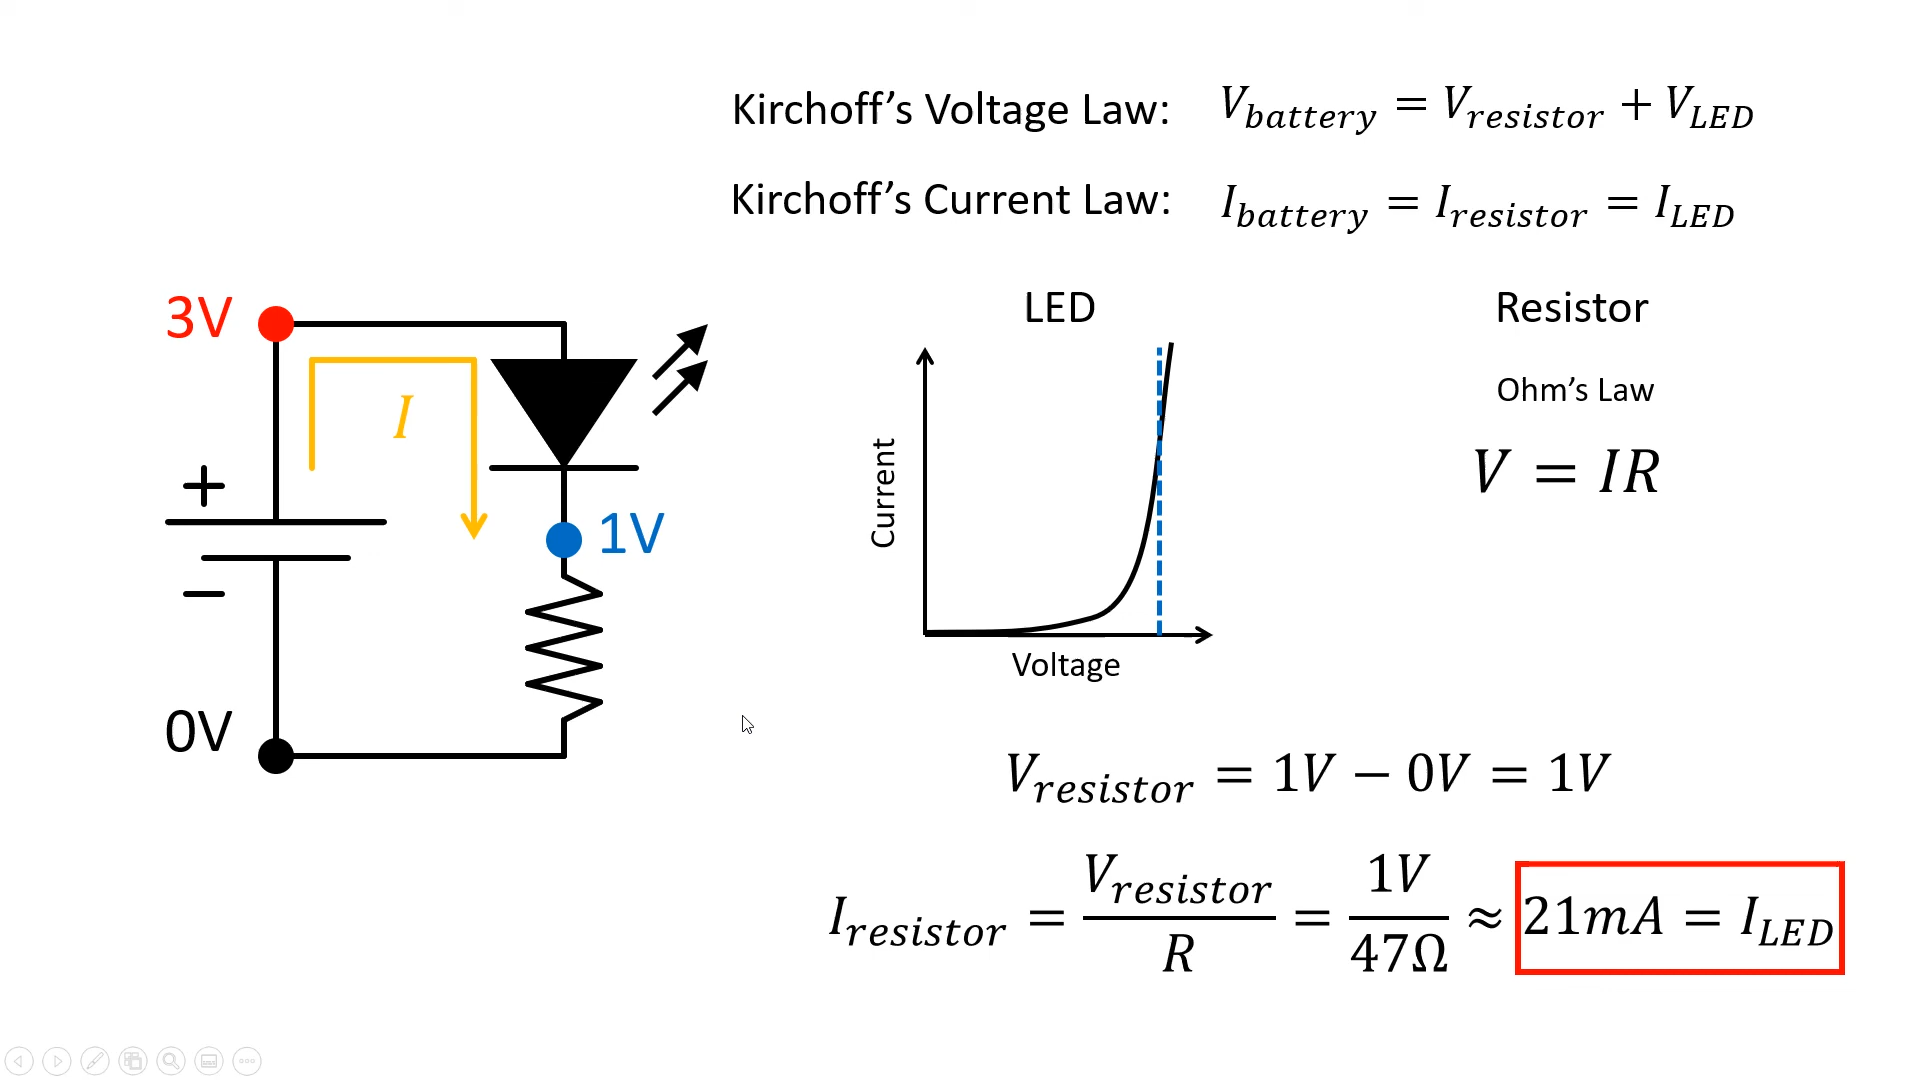 Kirchoff’s Voltage Law: V_battery = V_resistor + V_LED
Kirchoff’s Current Law: I_battery = I_resistor = I_LED
3V
I
+
−
1V
0V
LED
Current
Voltage
Resistor
Ohm’s Law
V = IR
V_resistor = 1V − 0V = 1V
I_resistor = V_resistor / R = 1V / 47Ω ≈ 21mA = I_LED